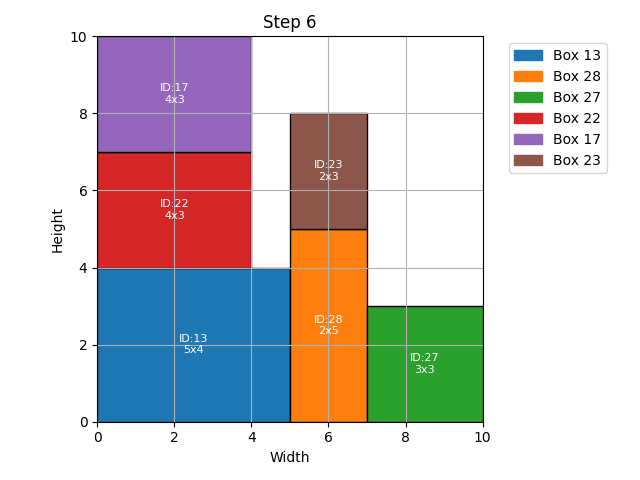 Step 6
Height
10
8
6
4
2
0
ID:17
4x3
ID:22
4x3
ID:13
5x4
ID:23
2x3
ID:28
2x5
ID:27
3x3
0 2 4 6 8 10
Width
Box 13
Box 28
Box 27
Box 22
Box 17
Box 23